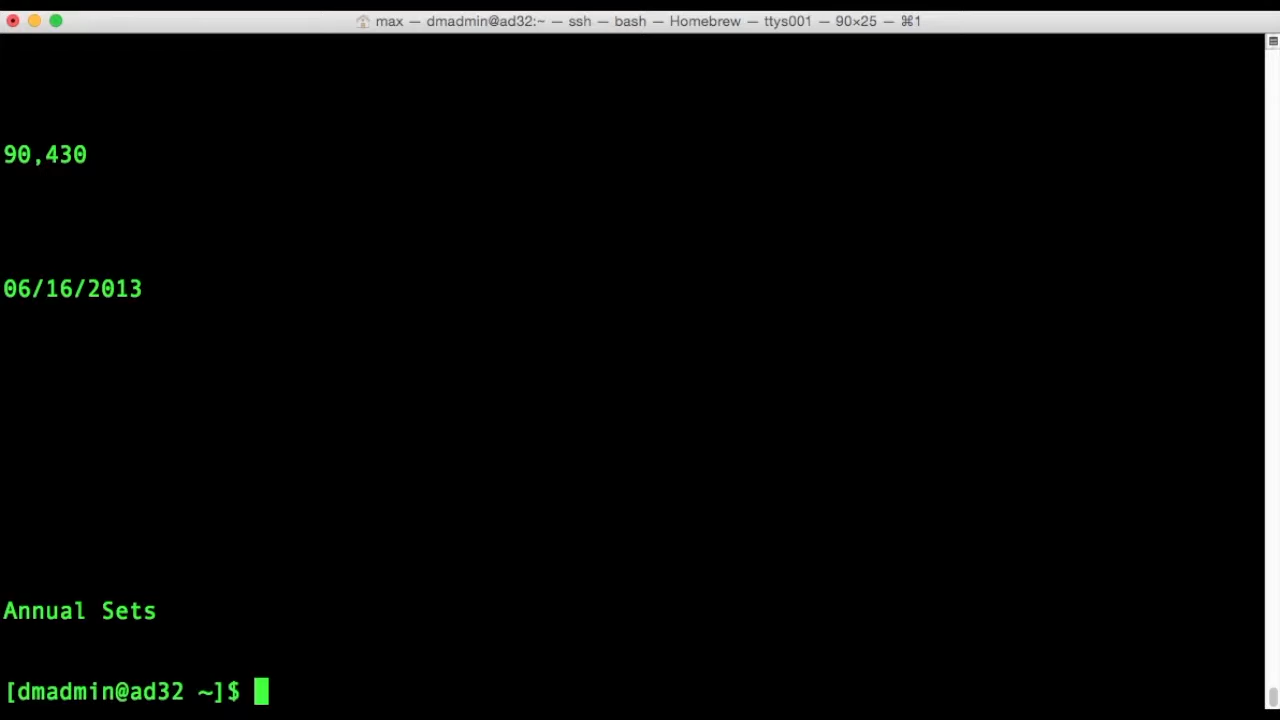 max — dmadmin@ad32:~ — ssh — bash — Homebrew — ttys001 — 90×25 — ⌘1
90,430
06/16/2013
Annual Sets
[dmadmin@ad32 ~]$